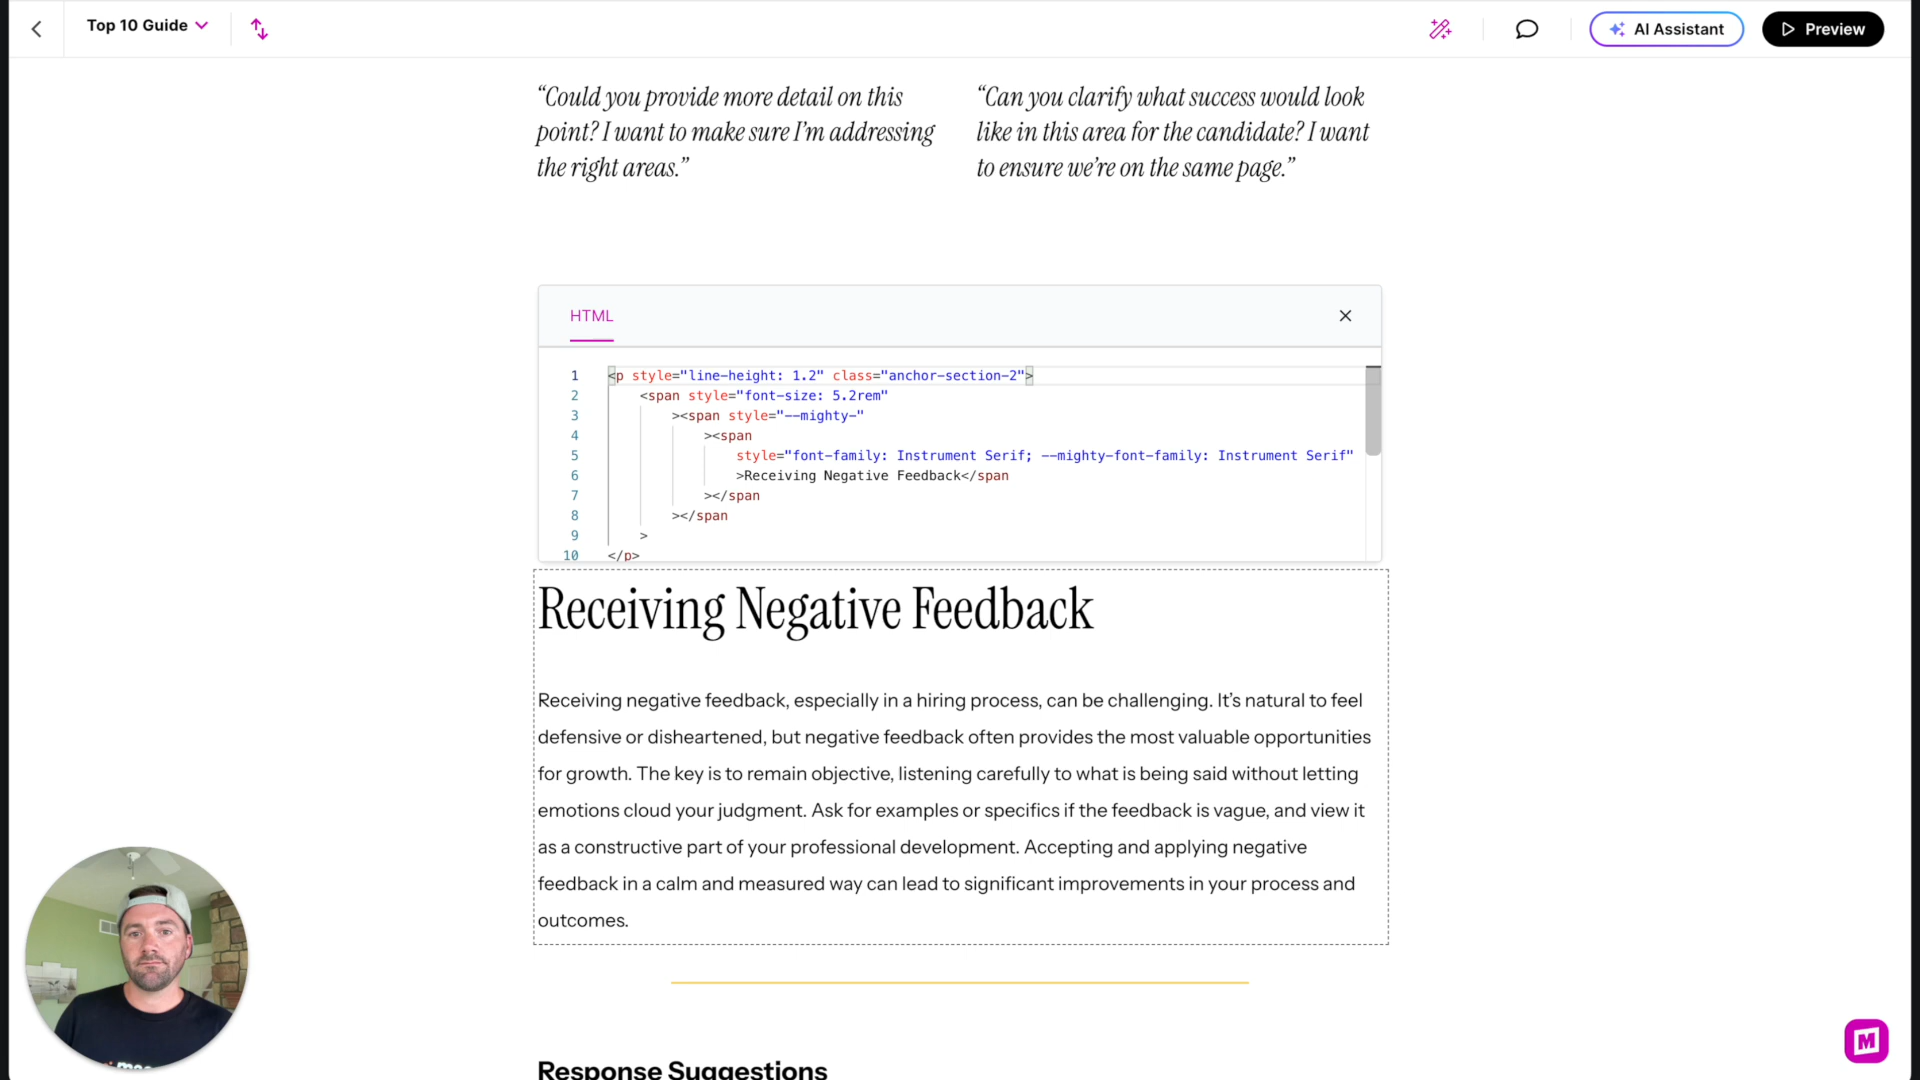 Top 10 Guide
AI Assistant
Preview
“Could you provide more detail on this
point? I want to make sure I’m addressing
the right areas.”
“Can you clarify what success would look
like in this area for the candidate? I want
to ensure we’re on the same page.”
HTML
1 <p style="line-height: 1.2" class="anchor-section-2">
2 <span style="font-size: 5.2rem"
3 ><span style="--mighty-"
4 ><span
5 style="font-family: Instrument Serif; --mighty-font-family: Instrument Serif"
6 >Receiving Negative Feedback</span
7 ></span
8 ></span
9 >
10 </p>
Receiving Negative Feedback
Receiving negative feedback, especially in a hiring process, can be challenging. It’s natural to feel
defensive or disheartened, but negative feedback often provides the most valuable opportunities
for growth. The key is to remain objective, listening carefully to what is being said without letting
emotions cloud your judgment. Ask for examples or specifics if the feedback is vague, and view it
as a constructive part of your professional development. Accepting and applying negative
feedback in a calm and measured way can lead to significant improvements in your process and
outcomes.
Response Suggestions
M